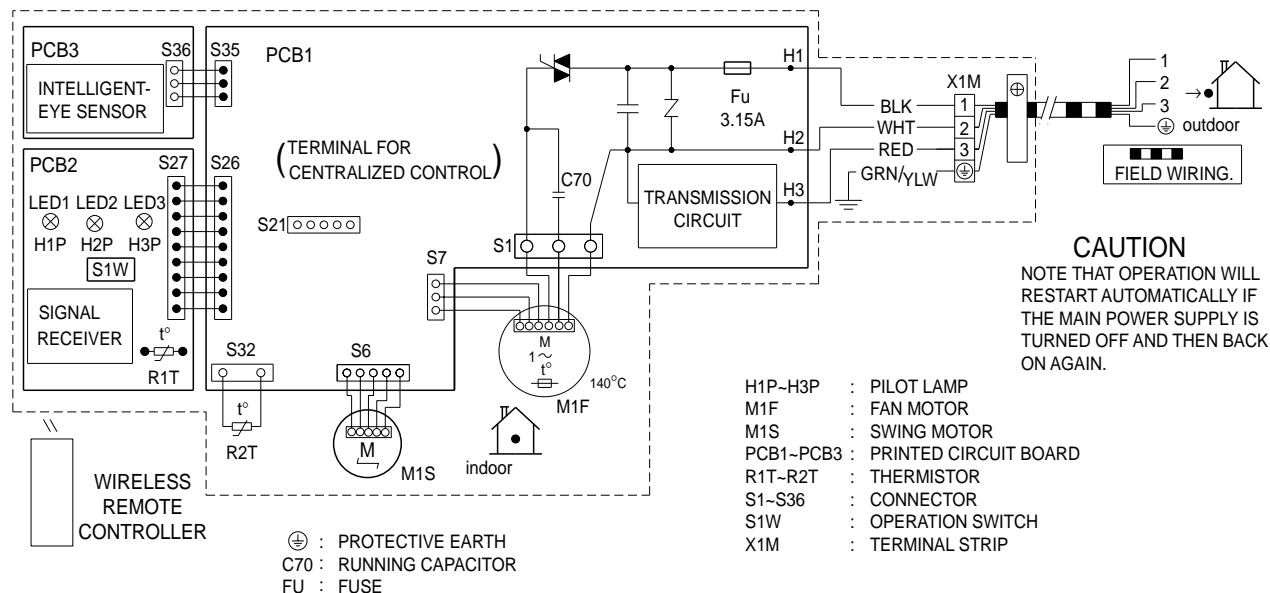 PCB3
S36
S35
PCB1
INTELLIGENT-
EYE SENSOR
H1
Fu
3.15A
H2
H3
X1M
BLK
WHT
RED
GRN/YLW
1
2
3
1
2
3
outdoor
FIELD WIRING.
PCB2
S27
S26
LED1 LED2 LED3
H1P H2P H3P
S1W
SIGNAL
RECEIVER
t°
R1T
(TERMINAL FOR
CENTRALIZED CONTROL)
S21
C70
TRANSMISSION
CIRCUIT
S1
S7
M
1~
t°
140°C
M1F
S32
t°
R2T
S6
M
M1S
indoor
CAUTION
NOTE THAT OPERATION WILL
RESTART AUTOMATICALLY IF
THE MAIN POWER SUPPLY IS
TURNED OFF AND THEN BACK
ON AGAIN.
WIRELESS
REMOTE
CONTROLLER
H1P~H3P : PILOT LAMP
M1F : FAN MOTOR
M1S : SWING MOTOR
PCB1~PCB3 : PRINTED CIRCUIT BOARD
R1T~R2T : THERMISTOR
S1~S36 : CONNECTOR
S1W : OPERATION SWITCH
X1M : TERMINAL STRIP
: PROTECTIVE EARTH
C70 : RUNNING CAPACITOR
FU : FUSE